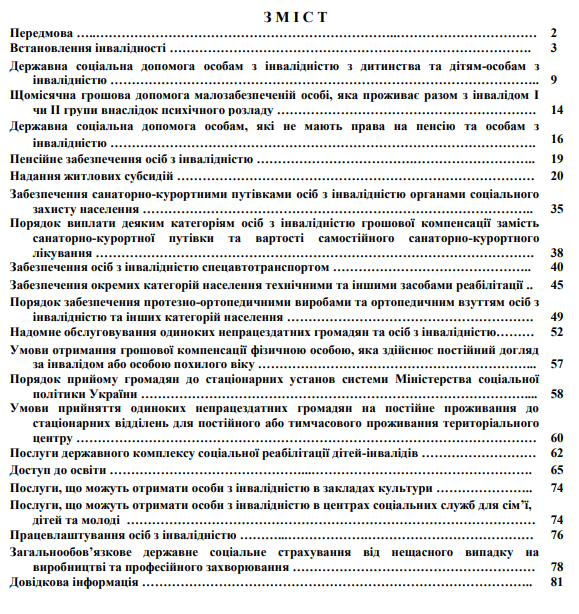 З М І С Т
Передмова …..…………………………………………...…………………… 2
Встановлення інвалідності …………………………………………………. 3
Державна соціальна допомога особам з інвалідністю з дитинства та дітям-особам з
інвалідністю ……………………………………………………………….. 9
Щомісячна грошова допомога малозабезпеченій особі, яка проживає разом з інвалідом І
чи ІІ групи внаслідок психічного розладу ……………………………………. 14
Державна соціальна допомога особам, які не мають права на пенсію та особам з
інвалідністю ……………………………………………………………….. 16
Пенсійне забезпечення осіб з інвалідністю ……………………………………….. 19
Надання житлових субсидій …………………………………………………… 20
Забезпечення санаторно-курортними путівками осіб з інвалідністю органами соціального
захисту населення ……………………………………………………….. 35
Порядок виплати деяким категоріям осіб з інвалідністю грошової компенсації замість
санаторно-курортної путівки та вартості самостійного санаторно-курортного
лікування ……………………………………………………………… 38
Забезпечення осіб з інвалідністю спецавтотранспортом …………………………….. 40
Забезпечення окремих категорій населення технічними та іншими засобами реабілітації .. 45
Порядок забезпечення протезно-ортопедичними виробами та ортопедичним взуттям осіб з
інвалідністю та інших категорій населення …………………………………… 49
Надомне обслуговування одиноких непрацездатних громадян та осіб з інвалідністю……… 52
Умови отримання грошової компенсації фізичною особою, яка здійснює постійний догляд
за інвалідом або особою похилого віку ……………………………………... 57
Порядок прийому громадян до стаціонарних установ системи Міністерства соціальної
політики України ………………………………………………………... 58
Умови прийняття одиноких непрацездатних громадян на постійне проживання до
стаціонарних відділень для постійного або тимчасового проживання територіального
центру ………………………………………………………………… 60
Послуги державного комплексу соціальної реабілітації дітей-інвалідів ……………… 62
Доступ до освіти ………………………...…………………………………… 65
Послуги, що можуть отримати особи з інвалідністю в закладах культури …………….. 74
Послуги, що можуть отримати особи з інвалідністю в центрах соціальних служб для сім’ї,
дітей та молоді ………………………………………………………… 74
Працевлаштування осіб з інвалідністю ………………………………………… 76
Загальнообов’язкове державне соціальне страхування від нещасного випадку на
виробництві та професійного захворювання …………………………………. 78
Довідкова інформація ……………………………………………………….. 81